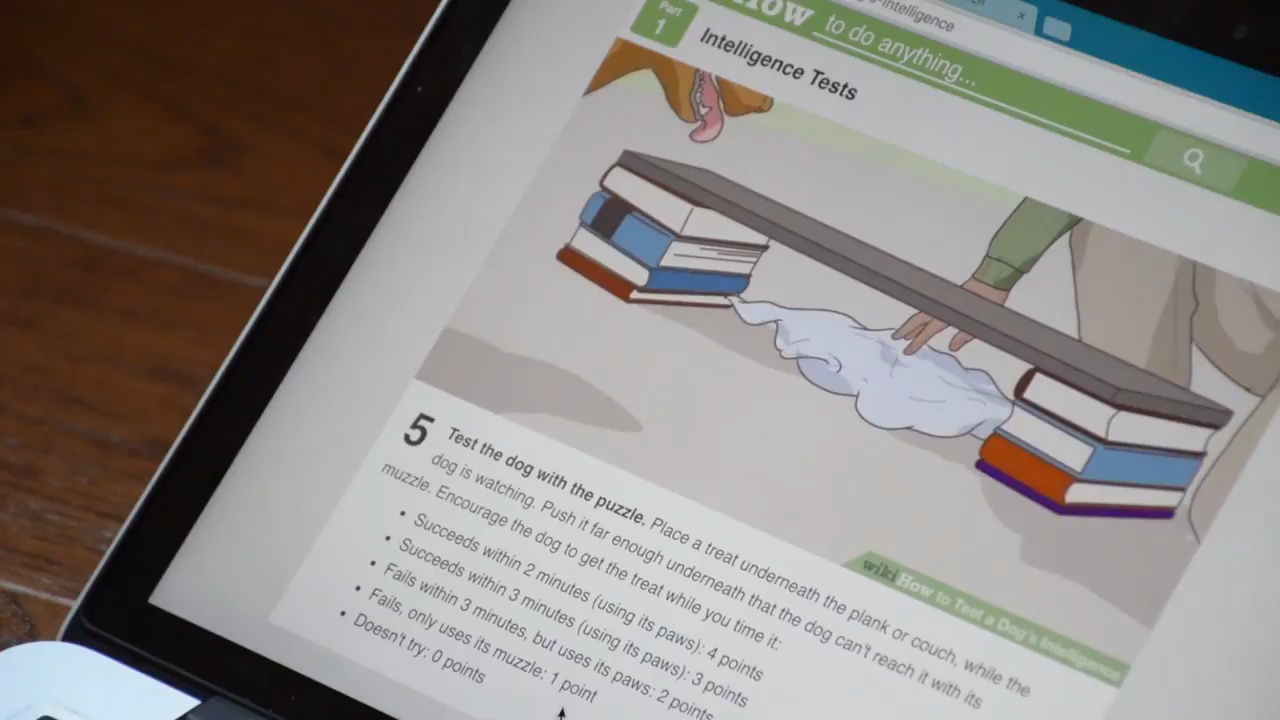 -intelligence
Part
1
How to do anything...
Intelligence Tests
5 Test the dog with the puzzle. Place a treat underneath the plank or couch, while the
dog is watching. Push it far enough underneath that the dog can't reach it with its
muzzle. Encourage the dog to get the treat while you time it:
• Succeeds within 2 minutes (using its paws): 4 points
• Succeeds within 3 minutes (using its paws): 3 points
• Fails within 3 minutes, but uses its paws: 2 points
• Fails, only uses its muzzle: 1 point
• Doesn't try: 0 points
wikiHow to Test a Dog's Intelligence